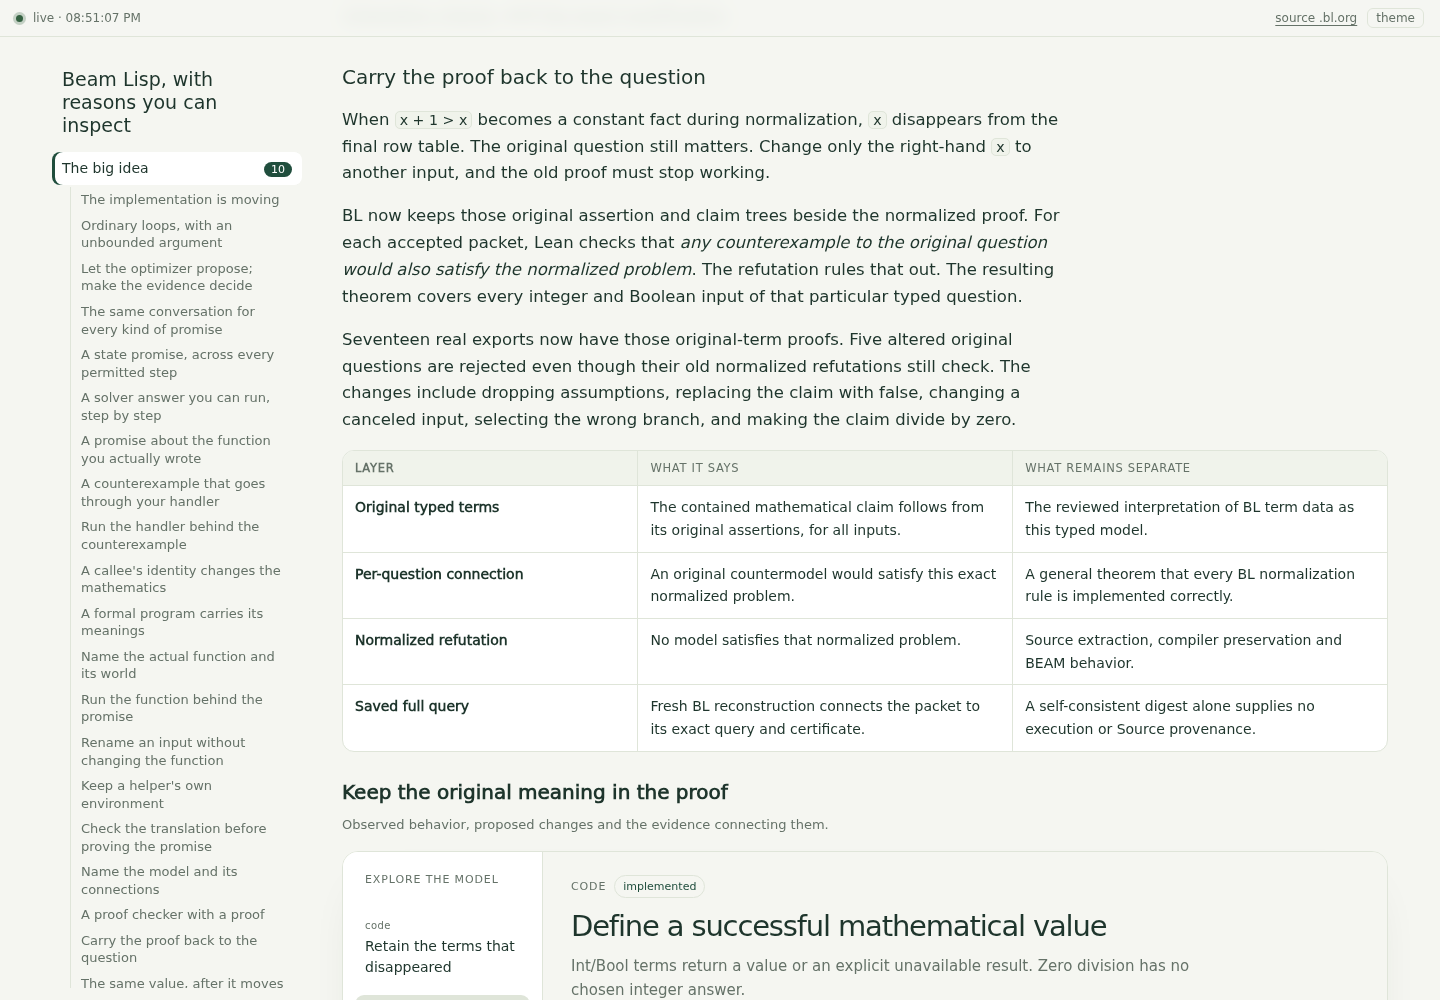 live · 08:51:07 PM
source .bl.org
theme
Beam Lisp, with
reasons you can
inspect
The big idea
10
The implementation is moving
Ordinary loops, with an
unbounded argument
Let the optimizer propose;
make the evidence decide
The same conversation for
every kind of promise
A state promise, across every
permitted step
A solver answer you can run,
step by step
A promise about the function
you actually wrote
A counterexample that goes
through your handler
Run the handler behind the
counterexample
A callee's identity changes the
mathematics
A formal program carries its
meanings
Name the actual function and
its world
Run the function behind the
promise
Rename an input without
changing the function
Keep a helper's own
environment
Check the translation before
proving the promise
Name the model and its
connections
A proof checker with a proof
Carry the proof back to the
question
The same value, after it moves
Carry the proof back to the question
When x + 1 > x becomes a constant fact during normalization, x disappears from the
final row table. The original question still matters. Change only the right-hand x to
another input, and the old proof must stop working.
BL now keeps those original assertion and claim trees beside the normalized proof. For
each accepted packet, Lean checks that any counterexample to the original question
would also satisfy the normalized problem. The refutation rules that out. The resulting
theorem covers every integer and Boolean input of that particular typed question.
Seventeen real exports now have those original-term proofs. Five altered original
questions are rejected even though their old normalized refutations still check. The
changes include dropping assumptions, replacing the claim with false, changing a
canceled input, selecting the wrong branch, and making the claim divide by zero.
LAYER
WHAT IT SAYS
WHAT REMAINS SEPARATE
Original typed terms
The contained mathematical claim follows from
its original assertions, for all inputs.
The reviewed interpretation of BL term data as
this typed model.
Per-question connection
An original countermodel would satisfy this exact
normalized problem.
A general theorem that every BL normalization
rule is implemented correctly.
Normalized refutation
No model satisfies that normalized problem.
Source extraction, compiler preservation and
BEAM behavior.
Saved full query
Fresh BL reconstruction connects the packet to
its exact query and certificate.
A self-consistent digest alone supplies no
execution or Source provenance.
Keep the original meaning in the proof
Observed behavior, proposed changes and the evidence connecting them.
EXPLORE THE MODEL
code
Retain the terms that
disappeared
CODE
implemented
Define a successful mathematical value
Int/Bool terms return a value or an explicit unavailable result. Zero division has no
chosen integer answer.